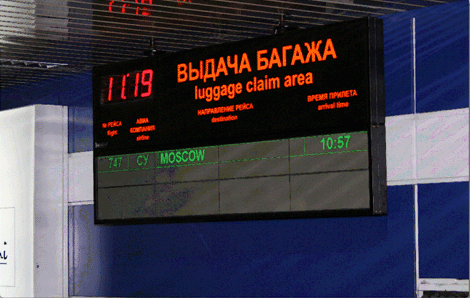 11:19
ВЫДАЧА БАГАЖА
luggage claim area
№ РЕЙСА
flight
АВИА
КОМПАНИЯ
airline
НАПРАВЛЕНИЕ РЕЙСА
destination
ВРЕМЯ ПРИЛЕТА
arrival time
747 CY MOSCOW 10:57